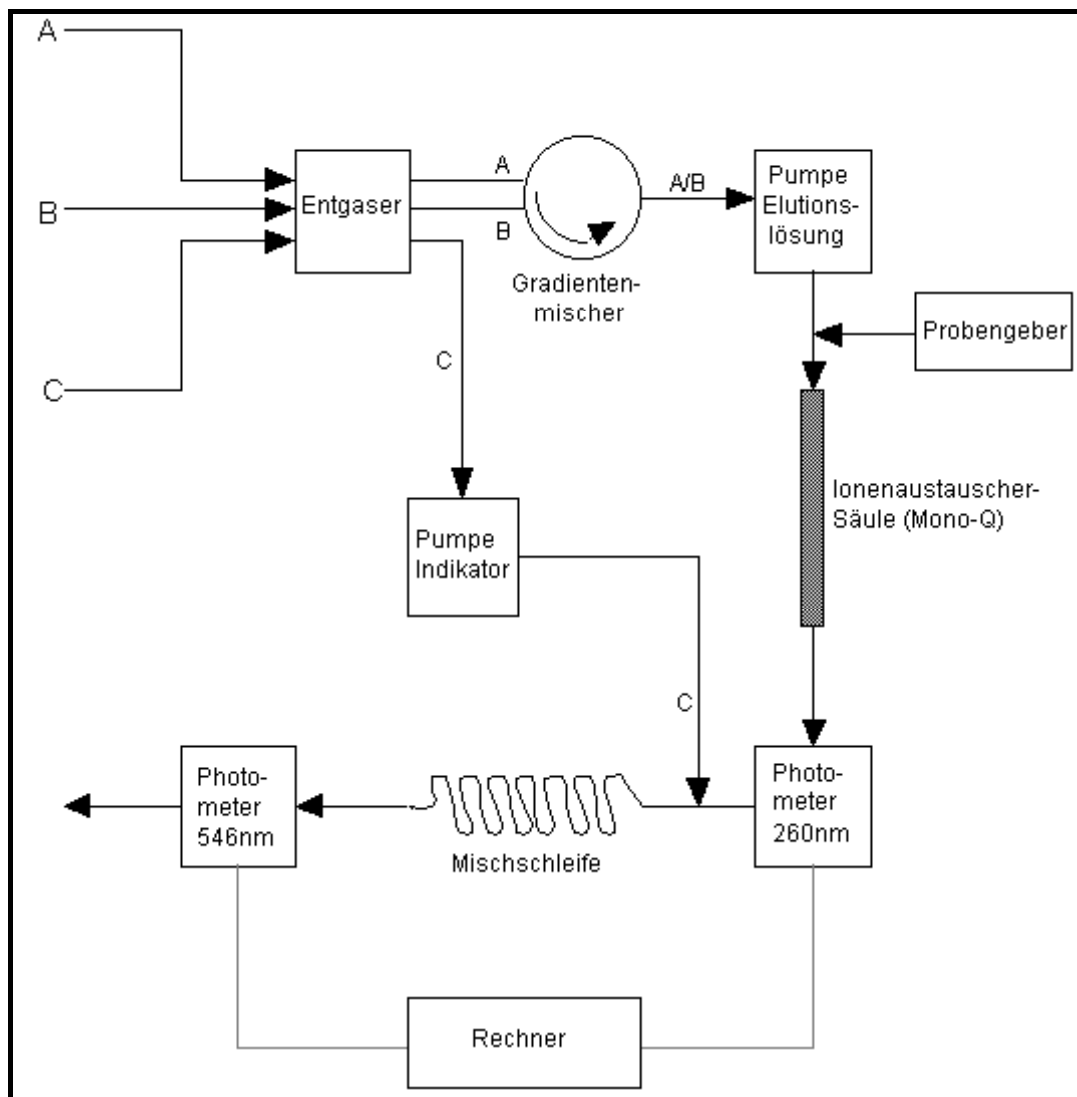 A
B
C
Entgaser
A
B
Gradienten-
mischer
A/B
Pumpe
Elutions-
lösung
Probengeber
C
Ionenaustauscher-
Säule (Mono-Q)
Pumpe
Indikator
C
Photo-
meter
546nm
Mischschleife
Photo-
meter
260nm
Rechner